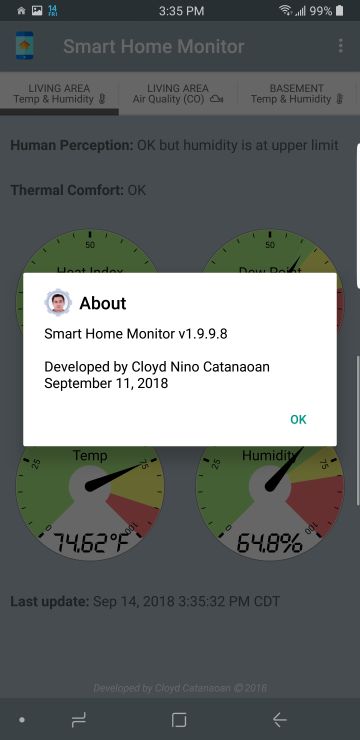 14
FRI
3:35 PM
99%
Smart Home Monitor
LIVING AREA
Temp & Humidity
LIVING AREA
Air Quality (CO)
BASEMENT
Temp & Humidity
Human Perception: OK but humidity is at upper limit
Thermal Comfort: OK
50
50
Heat Index
Dew Point
About
Smart Home Monitor v1.9.9.8
Developed by Cloyd Nino Catanaoan
September 11, 2018
OK
Temp
Humidity
25
75
100
25
75
100
74.62°F
64.8%
Last update: Sep 14, 2018 3:35:32 PM CDT
Developed by Cloyd Catanaoan © 2018